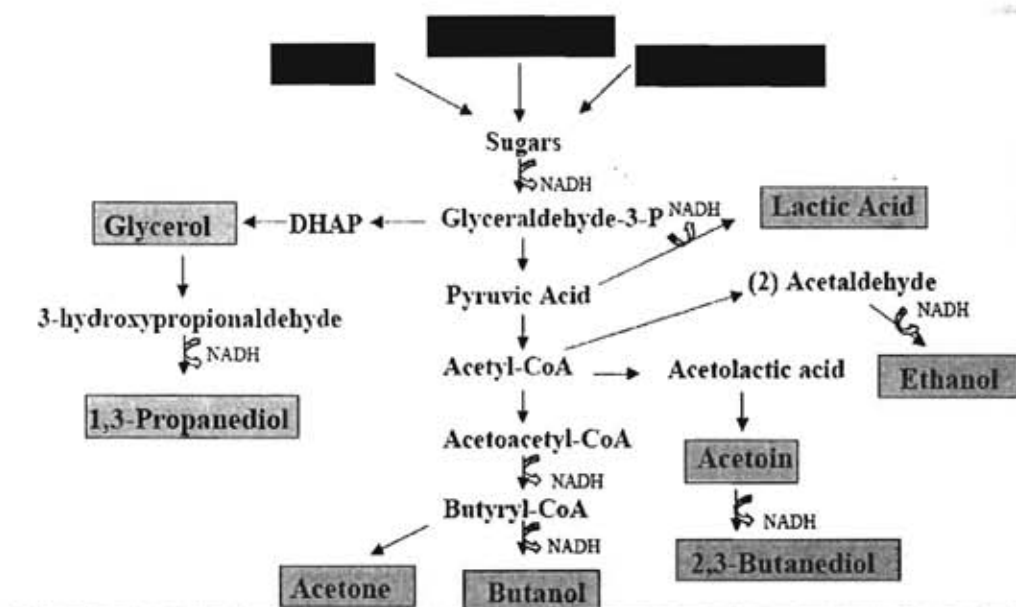 Sugars
NADH
Glycerol
DHAP
Glyceraldehyde-3-P
NADH
Lactic Acid
Pyruvic Acid
(2) Acetaldehyde
NADH
3-hydroxypropionaldehyde
NADH
Acetyl-CoA
Acetolactic acid
Ethanol
1,3-Propanediol
Acetoacetyl-CoA
NADH
Acetoin
Butyryl-CoA
NADH
NADH
Acetone
Butanol
2,3-Butanediol